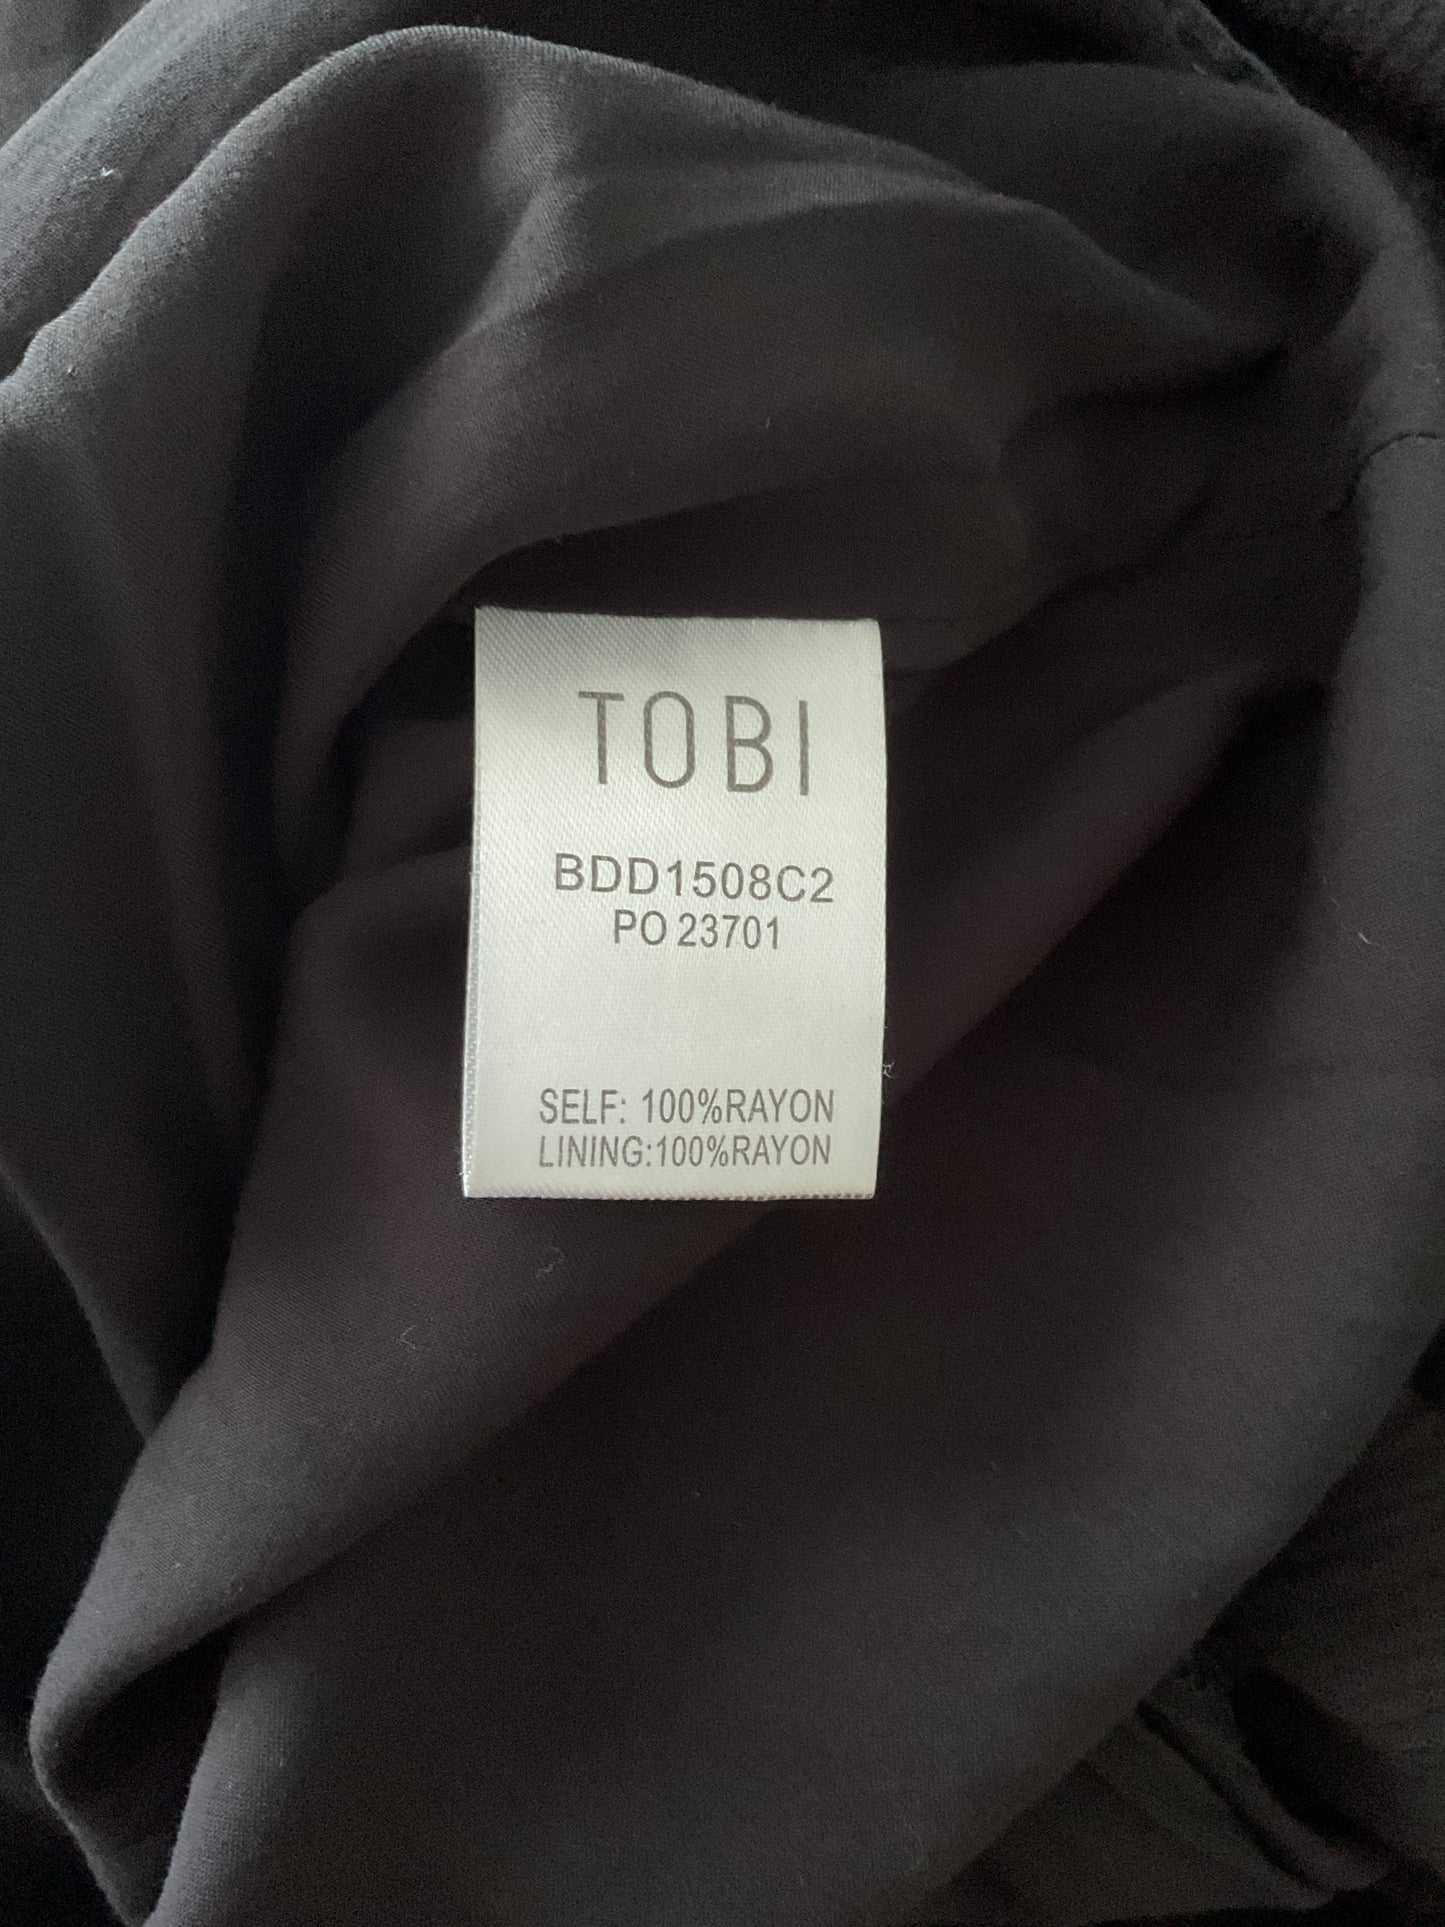 TOBI
BDD1508C2
PO 23701
SELF: 100%RAYON
LINING:100%RAYON